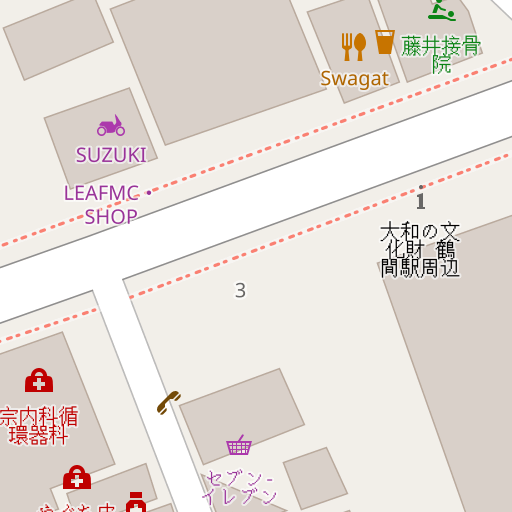 藤井接骨
院
Swagat
SUZUKI
LEAFMC
SHOP
1
大和の文
化財 鶴
間駅周辺
3
宗内科循
環器科
セブン-
イレブン